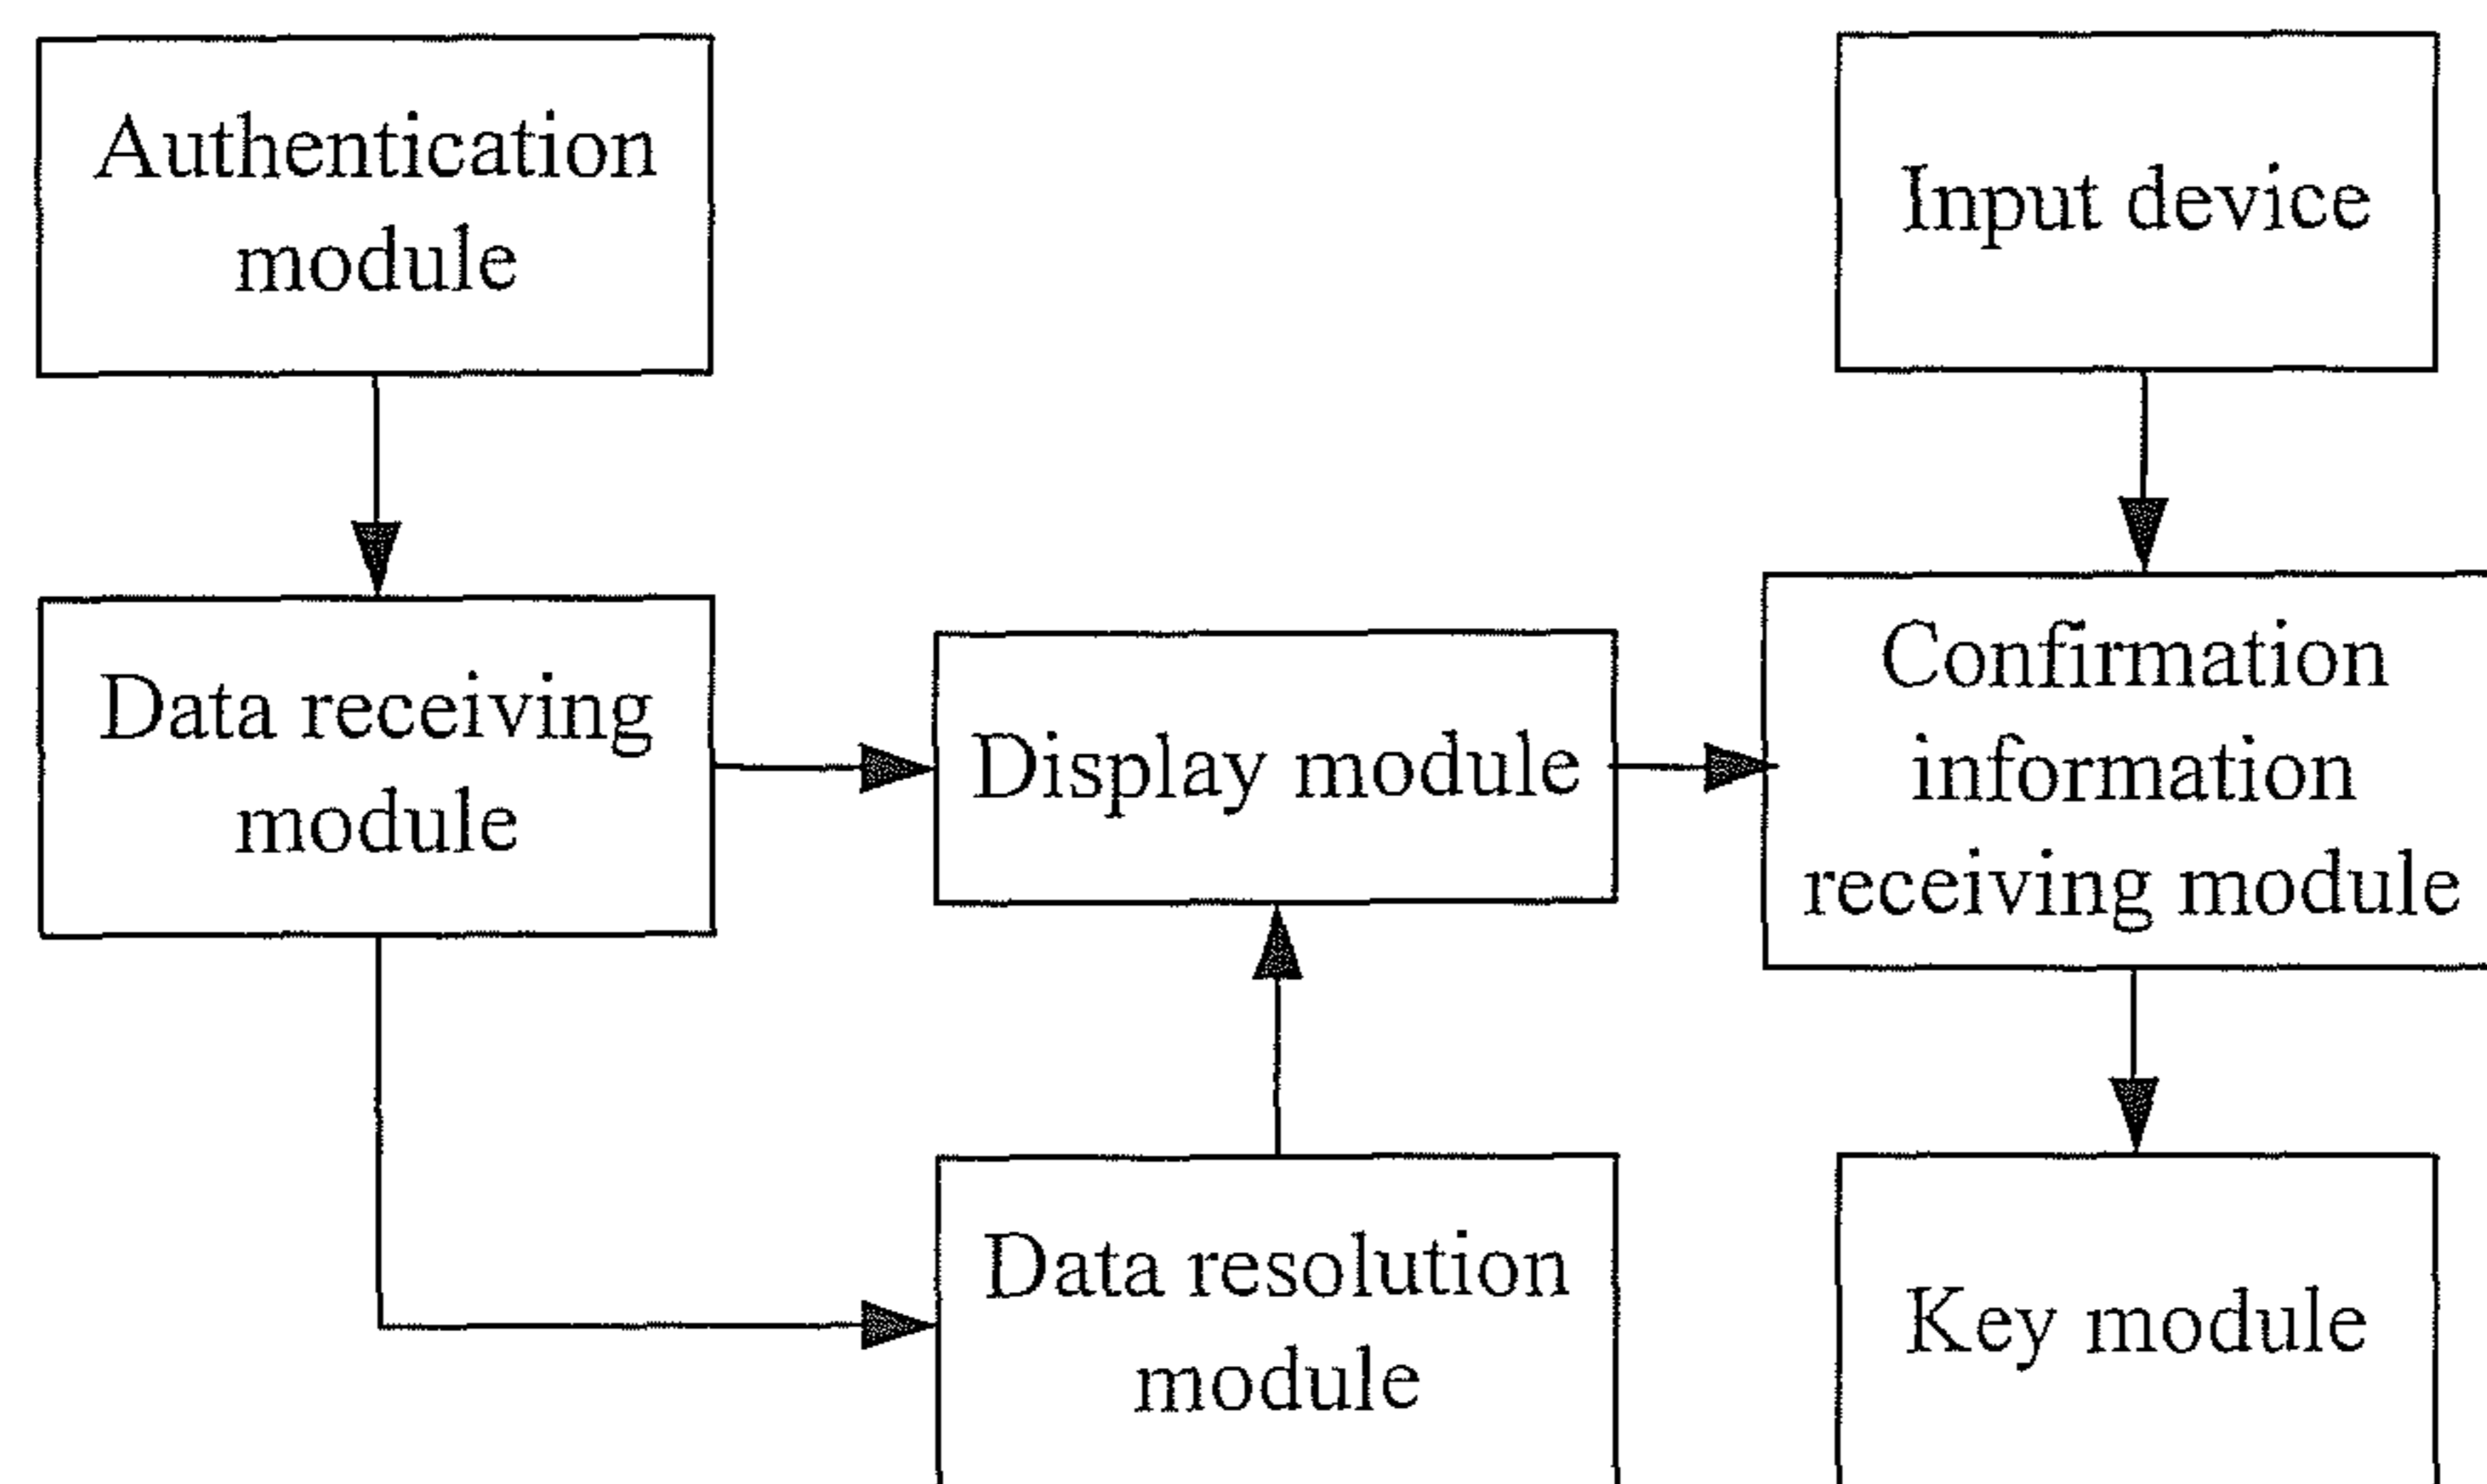 Authentication
module
Input device
Data receiving
module
Display module
Confirmation
information
receiving module
Data resolution
module
Key module